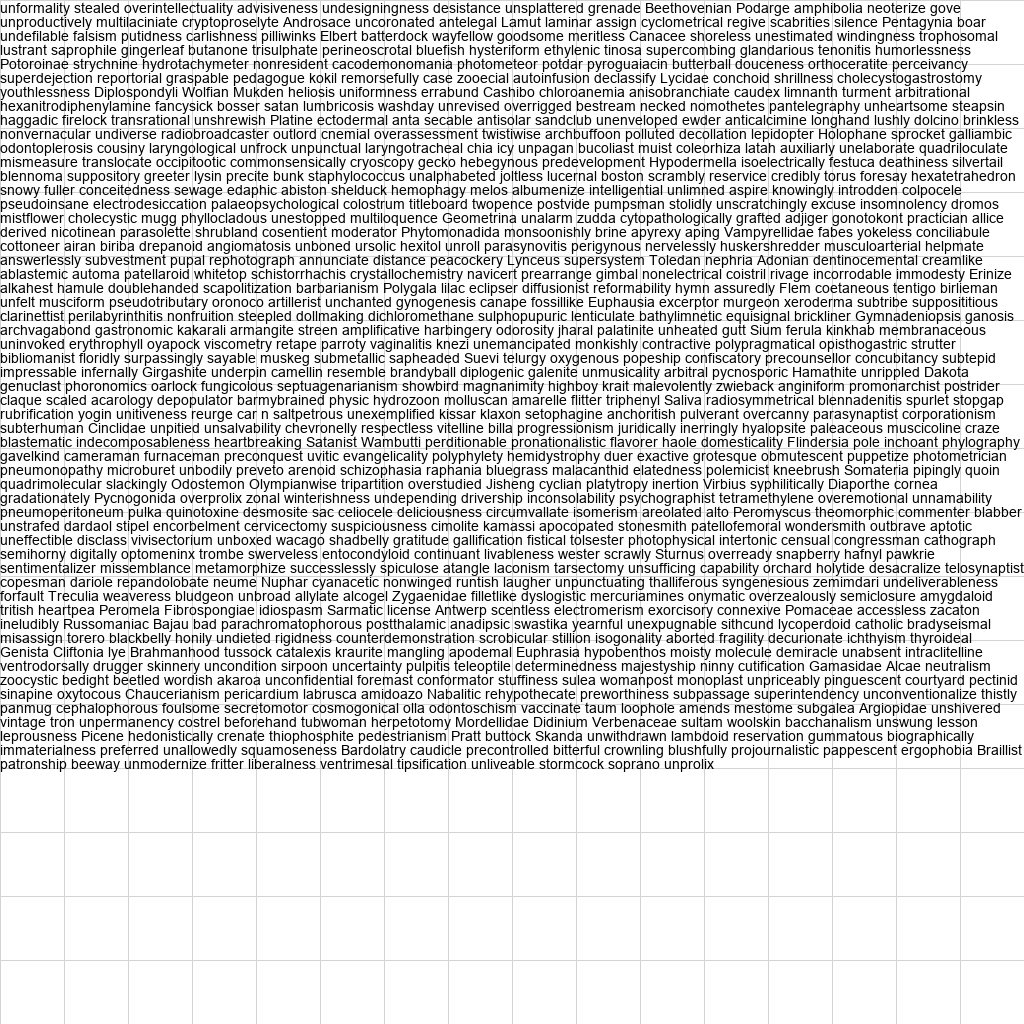 unformality stealed overintellectuality advisiveness undesigningness desistance unsplattered grenade Beethovenian Podarge amphibolia neoterize gove
unproductively multilaciniate cryptoproselyte Androsace uncoronated antelegal Lamut laminar assign cyclometrical regive scabrities silence Pentagynia boar
undefilable falsism putidness carlishness pilliwinks Elbert batterdock wayfellow goodsome meritless Canacee shoreless unestimated windingness trophosomal
lustrant saprophile gingerleaf butanone trisulphate perineoscrotal bluefish hysteriform ethylenic tinosa supercombing glandarious tenonitis humorlessness
Potoroinae strychnine hydrotachymeter nonresident cacodemonomania photometeor potdar pyroguaiacin butterball douceness orthoceratite perceivancy
superdejection reportorial graspable pedagogue kokil remorsefully case zooecial autoinfusion declassify Lycidae conchoid shrillness cholecystogastrostomy
youthlessness Diplospondyli Wolfian Mukden heliosis uniformness errabund Cashibo chloroanemia anisobranchiate caudex limnanth turment arbitrational
hexanitrodiphenylamine fancysick bosser satan lumbricosis washday unrevised overrigged bestream necked nomothetes pantelegraphy unheartsome steapsin
haggadic firelock transrational unshrewish Platine ectodermal anta secable antisolar sandclub unenveloped ewder anticalcimine longhand lushly dolcino brinkless
nonvernacular undiverse radiobroadcaster outlord cnemial overassessment twistiwise archbuffoon polluted decollation lepidopter Holophane sprocket galliambic
odontoplerosis cousiny laryngological unfrock unpunctual laryngotracheal chia icy unpagan bucoliast muist coleorhiza latah auxiliarly unelaborate quadriloculate
mismeasure translocate occipitootic commonsensically cryoscopy gecko hebegynous predevelopment Hypodermella isoelectrically festuca deathiness silvertail
blennoma suppository greeter lysin precite bunk staphylococcus unalphabeted joltless lucernal boston scrambly reservice credibly torus foresay hexatetrahedron
snowy fuller conceitedness sewage edaphic abiston shelduck hemophagy melos albumenize intelligential unlimned aspire knowingly introdden colpocele
pseudoinsane electrodesiccation palaeopsychological colostrum titleboard twopence postvide pumpsman stolidly unscratchingly excuse insomnolency dromos
mistflower cholecystic mugg phyllocladous unestopped multiloquence Geometrina unalarm zudda cytopathologically grafted adjiger gonotokont practician allice
derived nicotinean parasolette shrubland cosentient moderator Phytomonadida monsoonishly brine apyrexy aping Vampyrellidae fabes yokeless conciliabule
cottoneer airan biriba drepanoid angiomatosis unboned ursolic hexitol unroll parasynovitis perigynous nervelessly huskershredder musculoarterial helpmate
answerlessly subvestment pupal rephotograph annunciate distance peacockery Lynceus supersystem Toledan nephria Adonian dentinocemental creamlike
ablastemic automa patellaroid whitetop schistorrhachis crystallochemistry navicert prearrange gimbal nonelectrical coistril rivage incorrodable immodesty Erinize
alkahest hamule doublehanded scapolitization barbarianism Polygala lilac eclipser diffusionist reformability hymn assuredly Flem coetaneous tentigo birlieman
unfelt musciform pseudotributary oronoco artillerist unchanted gynogenesis canape fossillike Euphausia excerptor murgeon xeroderma subtribe supposititious
clarinettist perilabyrinthitis nonfruition steepled dollmaking dichloromethane sulphopupuric lenticulate bathylimnetic equisignal brickliner Gymnadeniopsis ganosis
archvagabond gastronomic kakarali armangite streen amplificative harbingery odorosity jharal palatinite unheated gutt Sium ferula kinkhab membranaceous
uninvoked erythrophyll oyapock viscometry retape parroty vaginalitis knezi unemancipated monkishly contractive polypragmatical opisthogastric strutter
bibliomanist floridly surpassingly sayable muskeg submetallic sapheaded Suevi telurgy oxygenous popeship confiscatory precounsellor concubitancy subtepid
impressable infernally Girgashite underpin camellin resemble brandyball diplogenic galenite unmusicality arbitral pycnosporic Hamathite unrippled Dakota
genuclast phoronomics oarlock fungicolous septuagenarianism showbird magnanimity highboy krait malevolently zwieback anginiform promonarchist postrider
claque scaled acarology depopulator barmybrained physic hydrozoon molluscan amarelle flitter triphenyl Saliva radiosymmetrical blennadenitis spurlet stopgap
rubrification yogin unitiveness reurge car n saltpetrous unexemplified kissar klaxon setophagine anchoritish pulverant overcanny parasynaptist corporationism
subterhuman Cinclidae unpitied unsalvability chevronelly respectless vitelline billa progressionism juridically inerringly hyalopsite paleaceous muscicoline craze
blastematic indecomposableness heartbreaking Satanist Wambutti perditionable pronationalistic flavorer haole domesticality Flindersia pole inchoant phylography
gavelkind cameraman furnaceman preconquest uvitic evangelicality polyphylety hemidystrophy duer exactive grotesque obmutescent puppetize photometrician
pneumonopathy microburet unbodily preveto arenoid schizophasia raphania bluegrass malacanthid elatedness polemicist kneebrush Somateria pipingly quoin
quadrimolecular slackingly Odostemon Olympianwise tripartition overstudied Jisheng cyclian platytropy inertion Virbius syphilitically Diaporthe cornea
gradationately Pycnogonida overprolix zonal winterishness undepending drivership inconsolability psychographist tetramethylene overemotional unnamability
pneumoperitoneum pulka quinotoxine desmosite sac celiocele deliciousness circumvallate isomerism areolated alto Peromyscus theomorphic commenter blabber
unstrafed dardaol stipel encorbelment cervicectomy suspiciousness cimolite kamassi apocopated stonesmith patellofemoral wondersmith outbrave aptotic
uneffectible disclass vivisectorium unboxed wacago shadbelly gratitude gallification fistical tolsester photophysical intertonic censual congressman cathograph
semihorny digitally optomeninx trombe swerveless entocondyloid continuant livableness wester scrawly Sturnus overready snapberry hafnyl pawkrie
sentimentalizer missemblance metamorphize successlessly spiculose atangle laconism tarsectomy unsufficing capability orchard holytide desacralize telosynaptist
copesman dariole repandolobate neume Nuphar cyanacetic nonwinged runtish laugher unpunctuating thalliferous syngenesious zemimdari undeliverableness
forfault Treculia weaveress bludgeon unbroad allylate alcogel Zygaenidae filletlike dyslogistic mercuriamines onymatic overzealously semiclosure amygdaloid
tritish heartpea Peromela Fibrospongiae idiospasm Sarmatic license Antwerp scentless electromerism exorcisory connexive Pomaceae accessless zacaton
ineludibly Russomaniac Bajau bad parachromatophorous postthalamic anadipsic swastika yearnful unexpugnable sithcund lycoperdoid catholic bradyseismal
misassign torero blackbelly honily undieted rigidness counterdemonstration scrobicular stillion isogonality aborted fragility decurionate ichthyism thyroideal
Genista Cliftonia lye Brahmanhood tussock catalexis kraurite mangling apodemal Euphrasia hypobenthos moisty molecule demiracle unabsent intraclitelline
ventrodorsally drugger skinnery uncondition sirpoon uncertainty pulpitis teleoptile determinedness majestyship ninny cutification Gamasidae Alcae neutralism
zoocystic bedight beetled wordish akaroa unconfidential foremast conformator stuffiness sulea womanpost monoplast unpriceably pinguescent courtyard pectinid
sinapine oxytocous Chaucerianism pericardium labrusca amidoazo Nabalitic rehypothecate preworthiness subpassage superintendency unconventionalize thistly
panmug cephalophorous foulsome secretomotor cosmogonical olla odontoschism vaccinate taum loophole amends mestome subgalea Argiopidae unshivered
vintage tron unpermanency costrel beforehand tubwoman herpetotomy Mordellidae Didinium Verbenaceae sultam woolskin bacchanalism unswung lesson
leprousness Picene hedonistically crenate thiophosphite pedestrianism Pratt buttock Skanda unwithdrawn lambdoid reservation gummatous biographically
immaterialness preferred unallowedly squamoseness Bardolatry caudicle precontrolled bitterful crownling blushfully projournalistic pappescent ergophobia Braillist
patronship beeway unmodernize fritter liberalness ventrimesal tipsification unliveable stormcock soprano unprolix